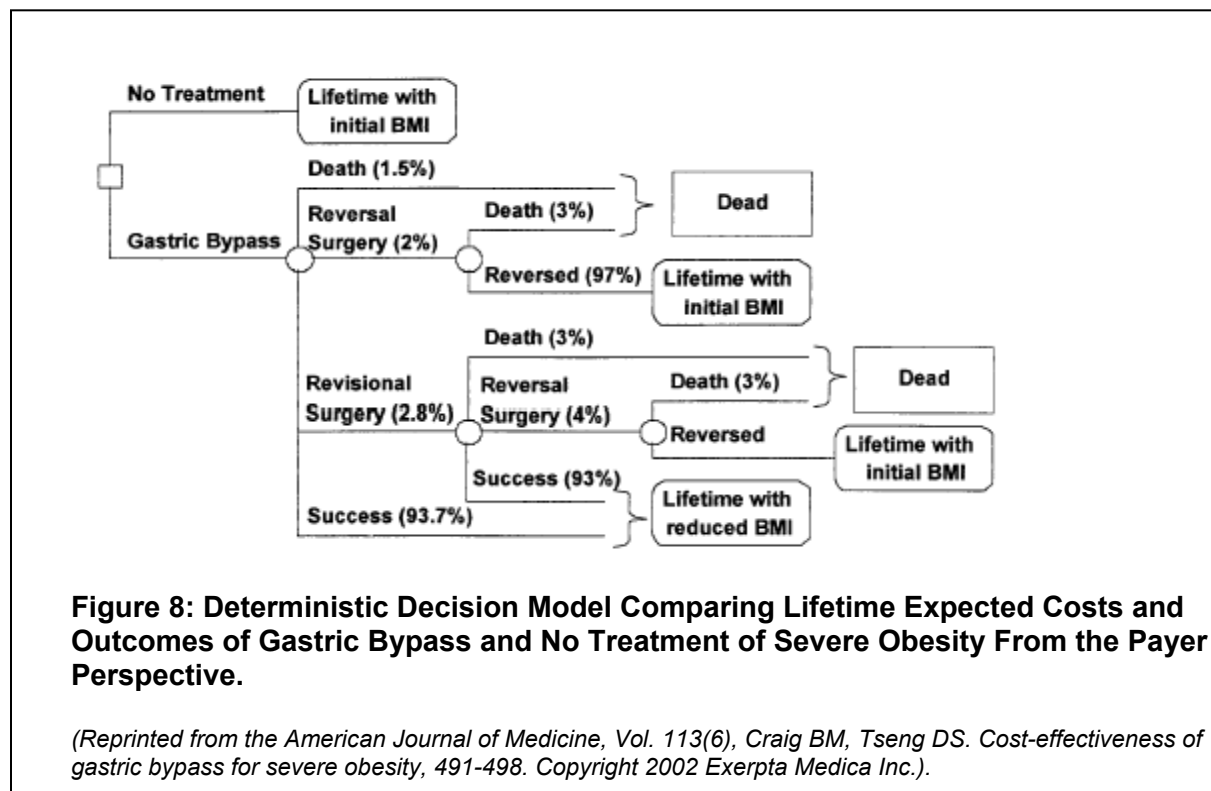 No Treatment
Lifetime with
initial BMI
Death (1.5%)
Dead
Death (3%)
Reversal
Surgery (2%)
Gastric Bypass
Reversed (97%)
Lifetime with
initial BMI
Death (3%)
Dead
Death (3%)
Revisional
Surgery (2.8%)
Reversal
Surgery (4%)
Reversed
Lifetime with
initial BMI
Success (93%)
Lifetime with
reduced BMI
Success (93.7%)
Figure 8: Deterministic Decision Model Comparing Lifetime Expected Costs and
Outcomes of Gastric Bypass and No Treatment of Severe Obesity From the Payer
Perspective.
(Reprinted from the American Journal of Medicine, Vol. 113(6), Craig BM, Tseng DS. Cost-effectiveness of
gastric bypass for severe obesity, 491-498. Copyright 2002 Exerpta Medica Inc.).